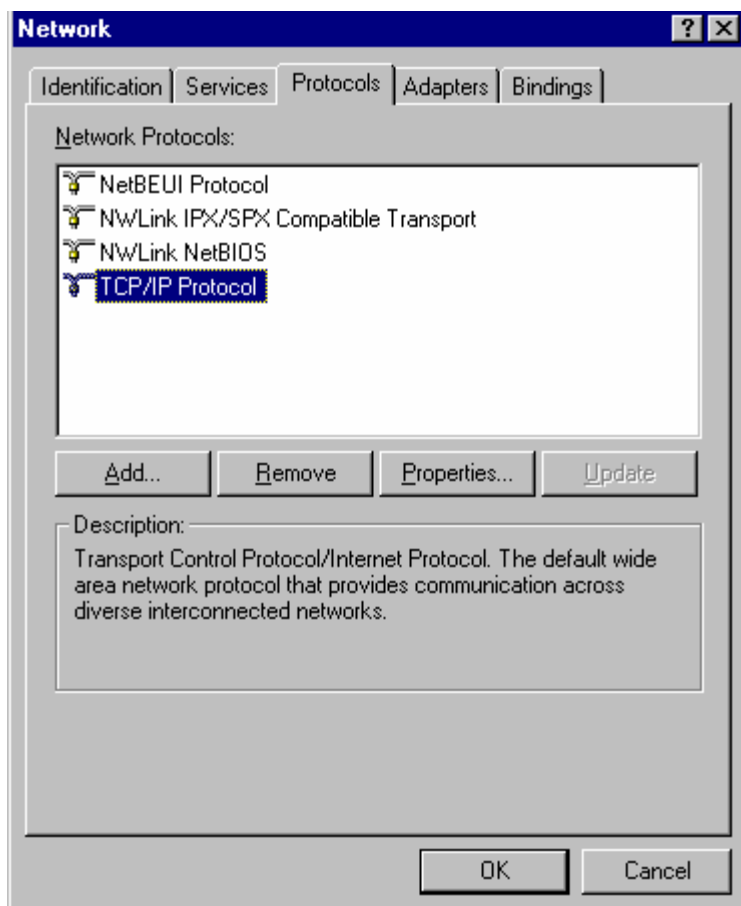 Network
Identification Services Protocols Adapters Bindings
Network Protocols:
NetBEUI Protocol
NWLink IPX/SPX Compatible Transport
NWLink NetBIOS
TCP/IP Protocol
Add... Remove Properties... Update
Description:
Transport Control Protocol/Internet Protocol. The default wide
area network protocol that provides communication across
diverse interconnected networks.
OK Cancel